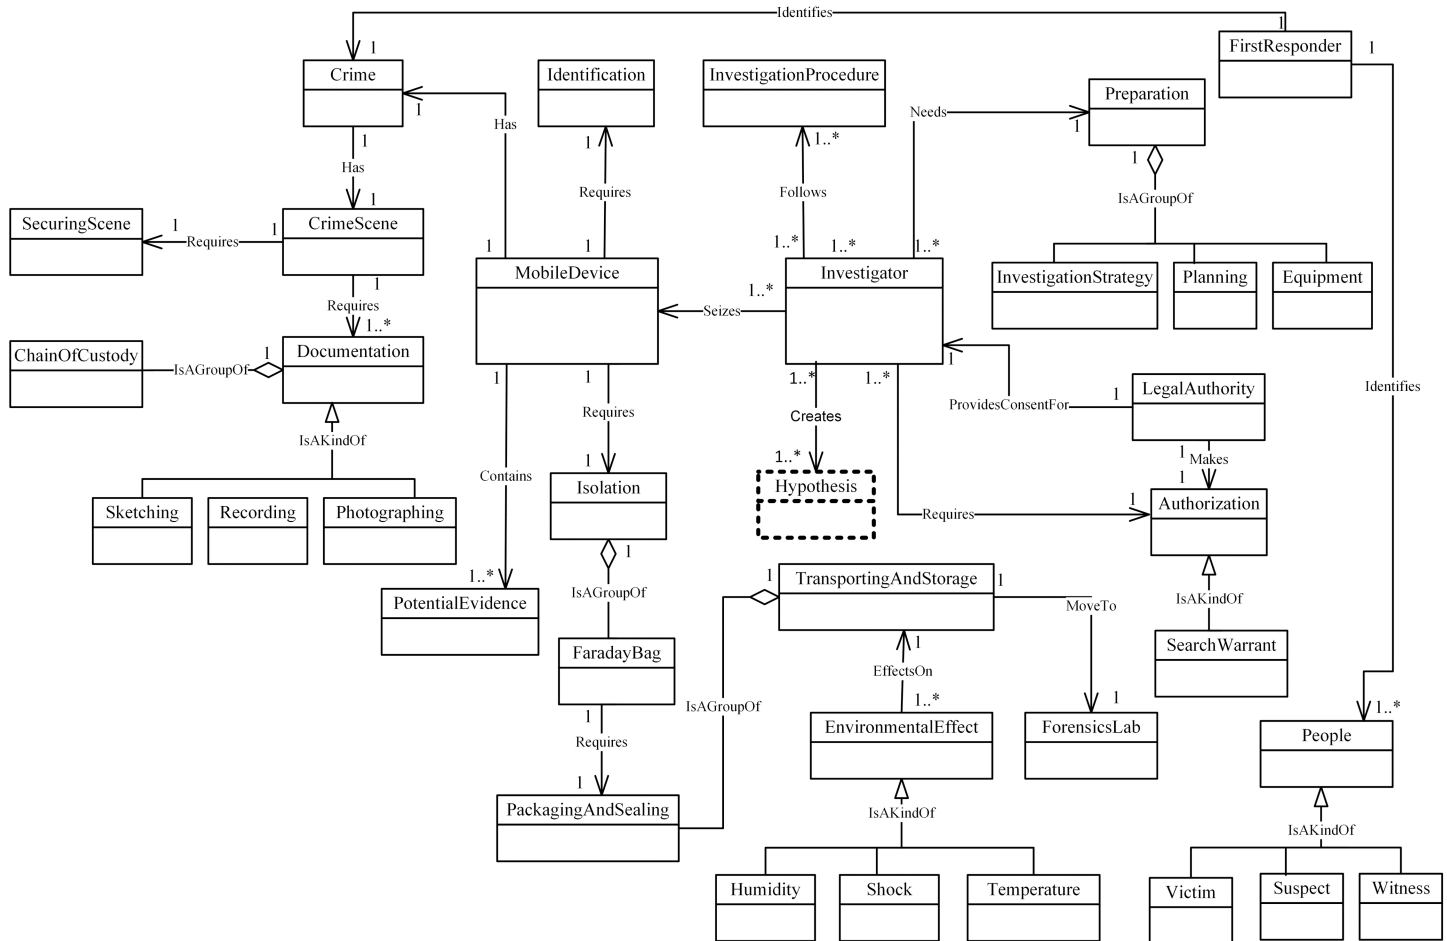 Identifies
1
1
FirstResponder
1
Crime
1
1
Has
Identification
1
Requires
1
InvestigationProcedure
1..*
Follows
1..*
Needs
1
Preparation
1
IsAGroupOf
Has
1
1
SecuringScene
1
Requires
1
CrimeScene
1
Requires
1..*
MobileDevice
1..*
Seizes
Investigator
1..*
1..*
InvestigationStrategy
Planning
Equipment
ChainOfCustody
IsAGroupOf
1
Documentation
IsAKindOf
1
1
Requires
1
1..*
Creates
1..*
1..*
1
ProvidesConsentFor
1
LegalAuthority
1
Makes
1
Identifies
Sketching
Recording
Photographing
Contains
1..*
Isolation
1
IsAGroupOf
Hypothesis
Requires
1
Authorization
IsAKindOf
SearchWarrant
PotentialEvidence
FaradayBag
1
Requires
1
1
TransportingAndStorage
1
MoveTo
1
1
EffectsOn
1..*
IsAGroupOf
PackagingAndSealing
EnvironmentalEffect
ForensicsLab
1..*
People
IsAKindOf
IsAKindOf
Humidity
Shock
Temperature
Victim
Suspect
Witness